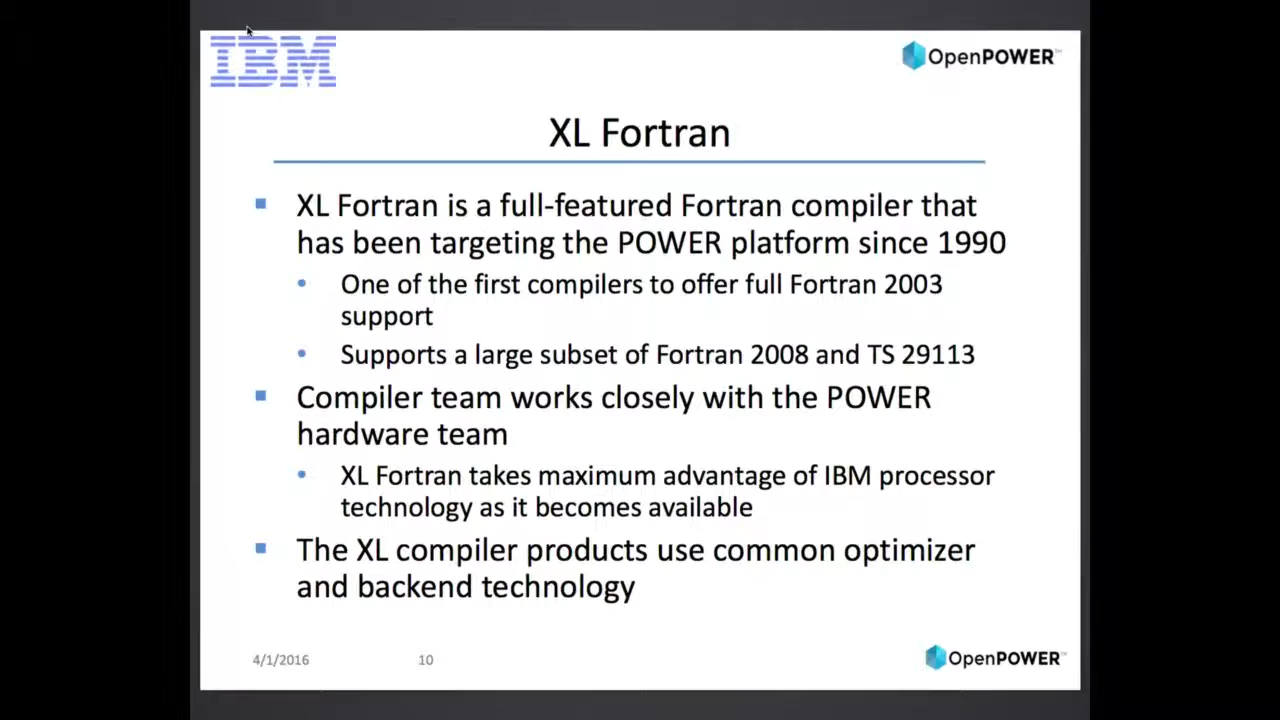 IBM
OpenPOWER™
XL Fortran
▪ XL Fortran is a full-featured Fortran compiler that
has been targeting the POWER platform since 1990
• One of the first compilers to offer full Fortran 2003
support
• Supports a large subset of Fortran 2008 and TS 29113
▪ Compiler team works closely with the POWER
hardware team
• XL Fortran takes maximum advantage of IBM processor
technology as it becomes available
▪ The XL compiler products use common optimizer
and backend technology
4/1/2016
10
OpenPOWER™